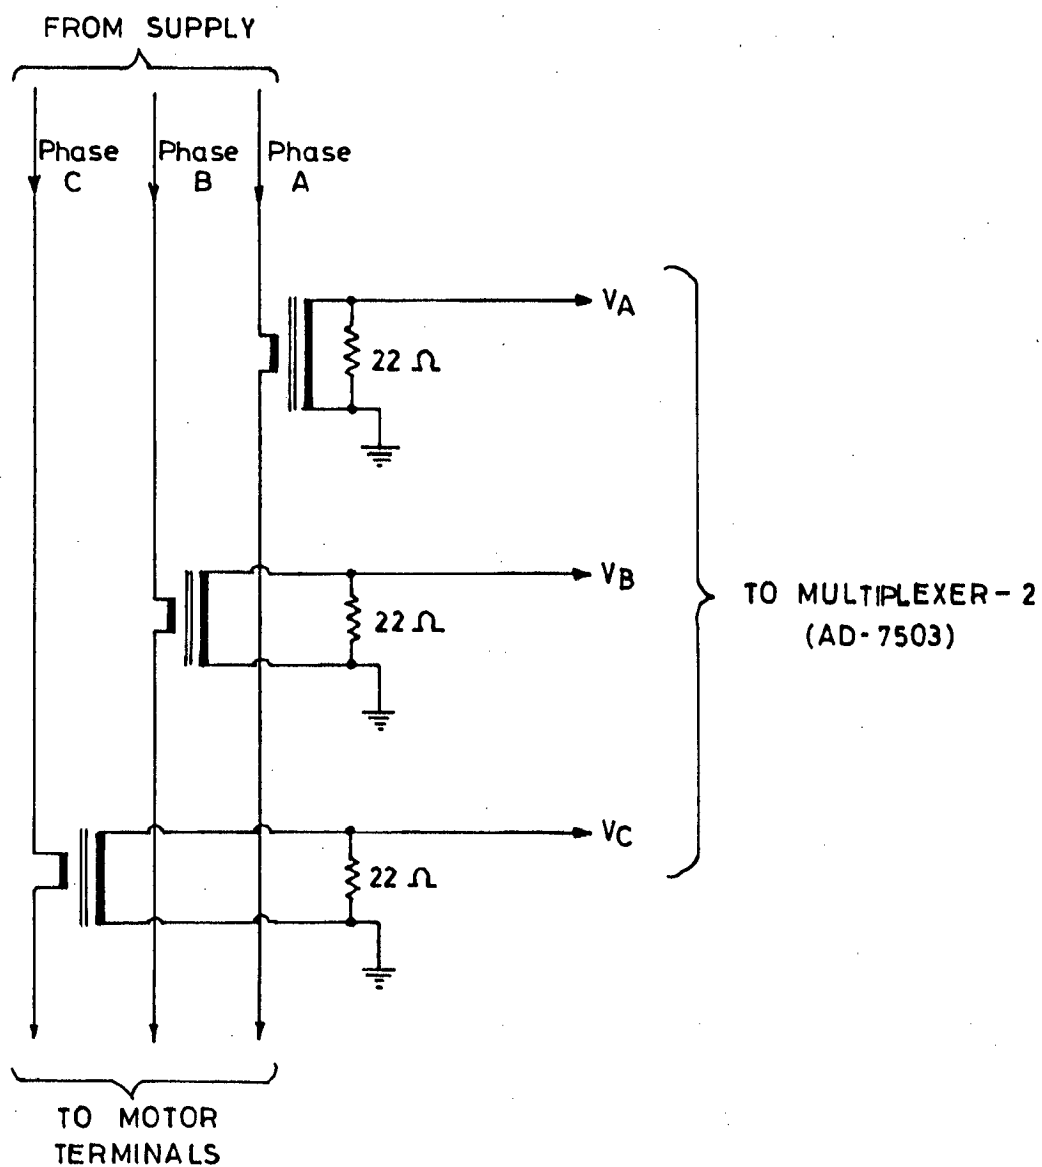 FROM SUPPLY
Phase C
Phase B
Phase A
VA
22 Ω
VB
22 Ω
TO MULTIPLEXER-2
(AD-7503)
VC
22 Ω
TO MOTOR
TERMINALS